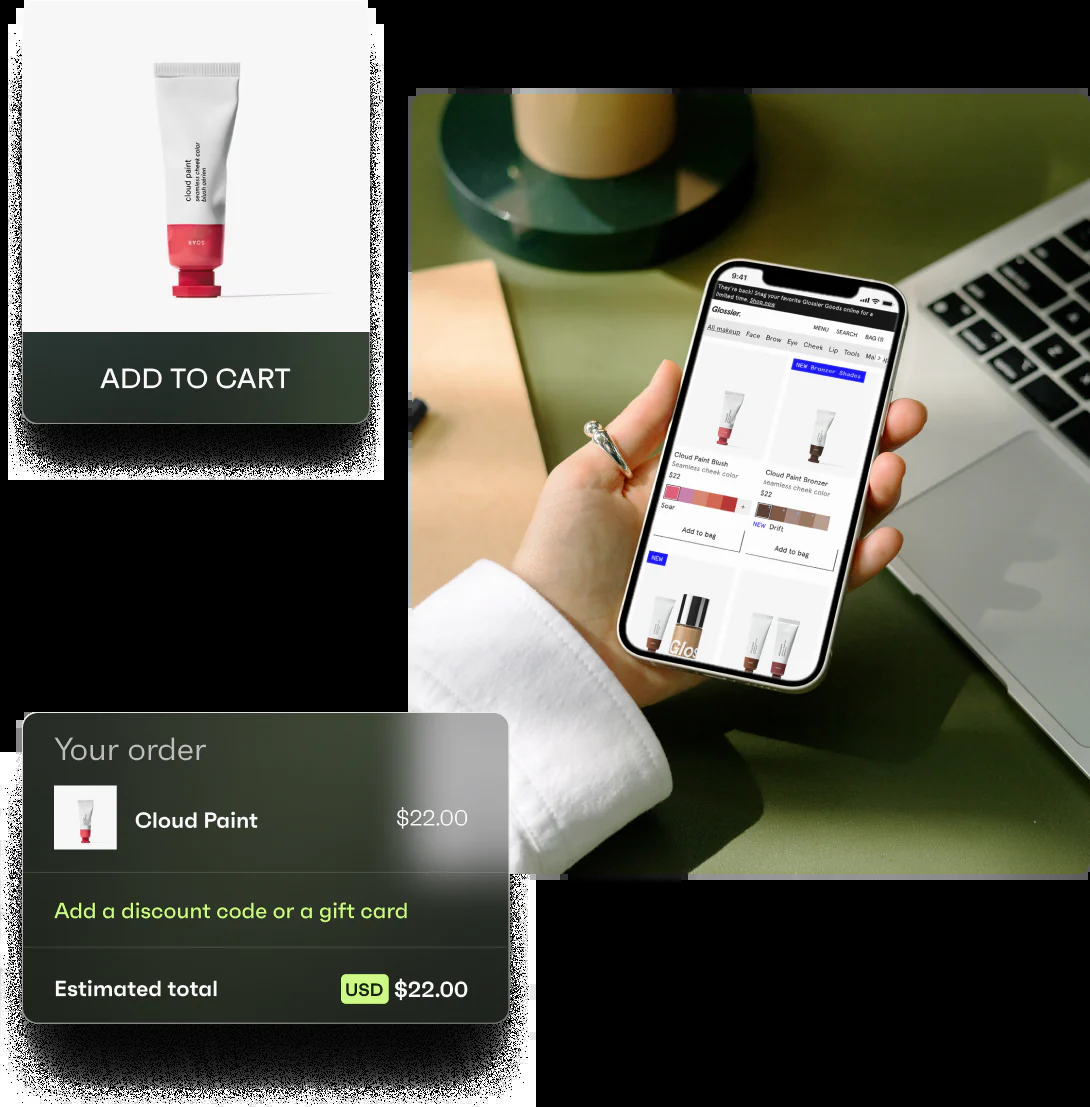 cloud paint
seamless cheek color
blush aérien
SOAR
ADD TO CART
9:41
They're back! Snag your favorite Glossier Goods online for a
limited time. Shop now
Glossier.
MENU SEARCH BAG (1)
All makeup Face Brow Eye Cheek Lip Tools
NEW Bronzer Shades
Cloud Paint Blush
Seamless cheek color
$22
Soar
Add to bag
Cloud Paint Bronzer
seamless cheek color
$22
NEW Drift
Add to bag
NEW
Glos
Your order
Cloud Paint $22.00
Add a discount code or a gift card
Estimated total USD $22.00